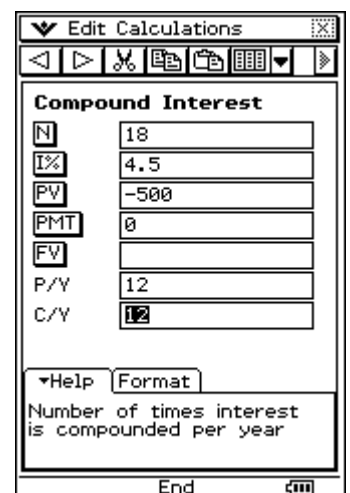 Edit Calculations
Compound Interest
N 18
I% 4.5
PV -500
PMT 0
FV
P/Y 12
C/Y 12
Help Format
Number of times interest
is compounded per year
End